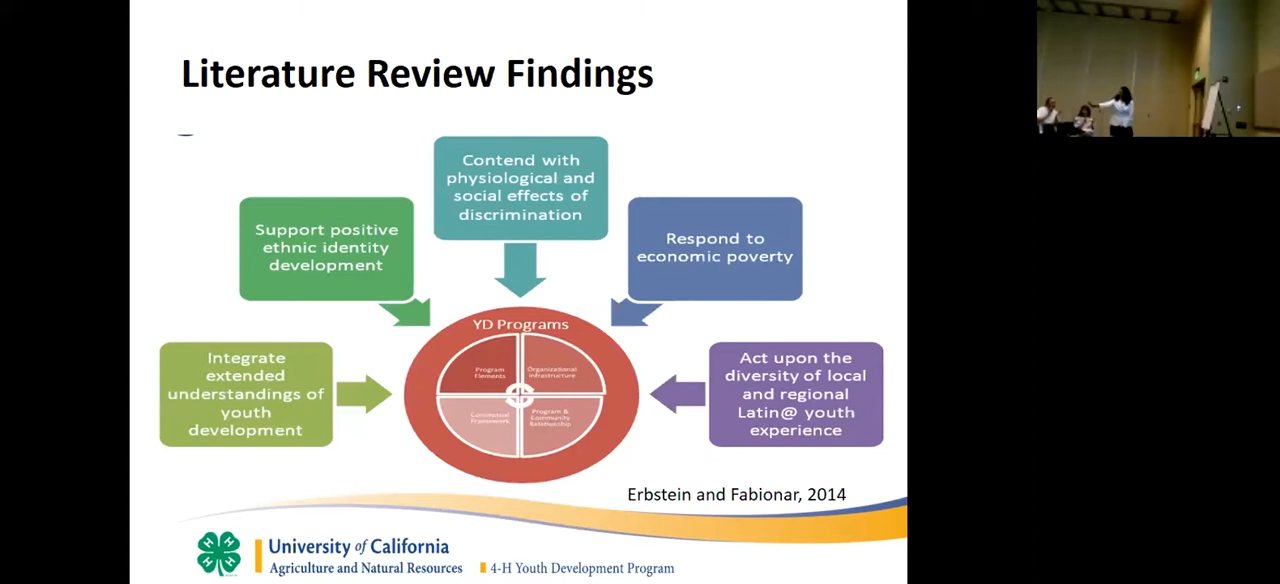 Literature Review Findings
Contend with
physiological and
social effects of
discrimination
Support positive
ethnic identity
development
Respond to
economic poverty
Integrate
extended
understandings of
youth
development
YD Programs
Program
Elements
Organizational
Infrastructure
Conceptual
Framework
Program &
Community
Relationship
Act upon the
diversity of local
and regional
Latin@ youth
experience
Erbstein and Fabionar, 2014
H H
H H
University of California
Agriculture and Natural Resources
4-H Youth Development Program